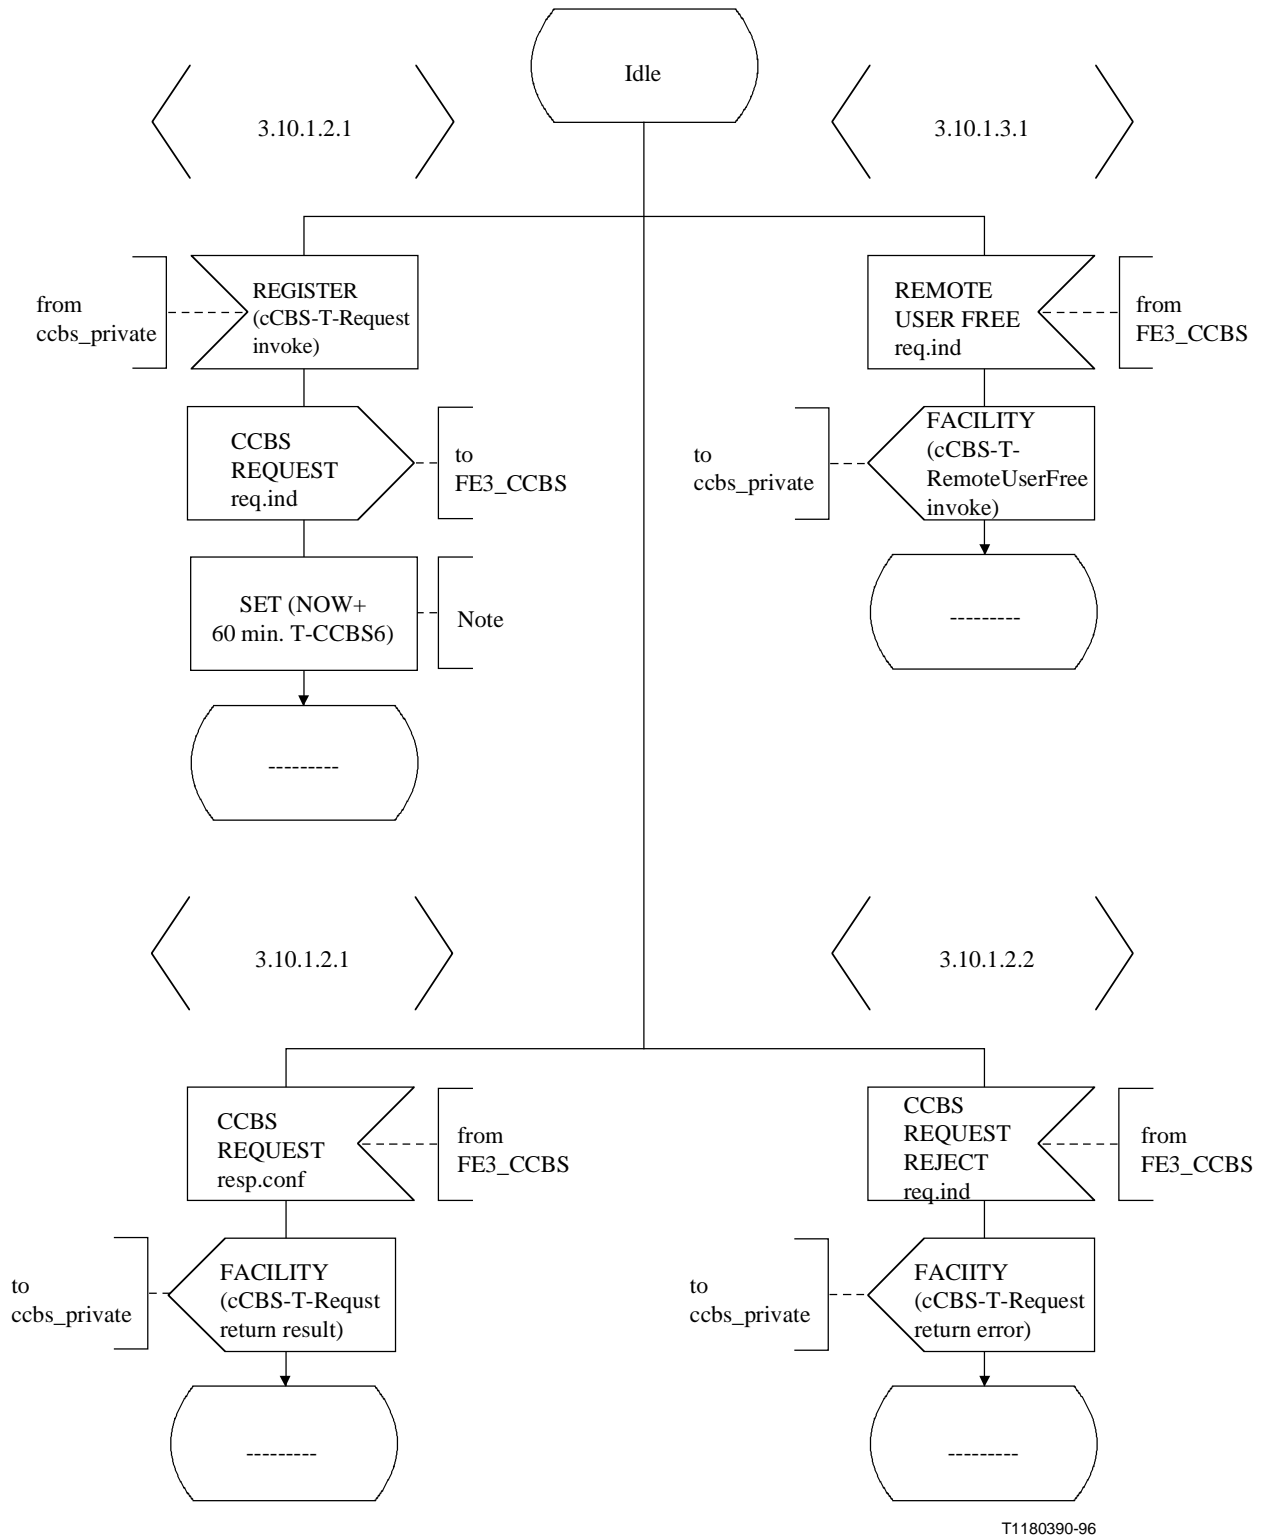 Idle
3.10.1.2.1
3.10.1.3.1
from
ccbs_private
REGISTER
(cCBS-T-Request
invoke)
REMOTE
USER FREE
req.ind
from
FE3_CCBS
CCBS
REQUEST
req.ind
to
FE3_CCBS
to
ccbs_private
FACILITY
(cCBS-T-
RemoteUserFree
invoke)
SET (NOW+
60 min. T-CCBS6)
Note
---------
---------
3.10.1.2.1
3.10.1.2.2
CCBS
REQUEST
resp.conf
from
FE3_CCBS
CCBS
REQUEST
REJECT
req.ind
from
FE3_CCBS
to
ccbs_private
FACILITY
(cCBS-T-Requst
return result)
to
ccbs_private
FACIITY
(cCBS-T-Request
return error)
---------
---------
T1180390-96